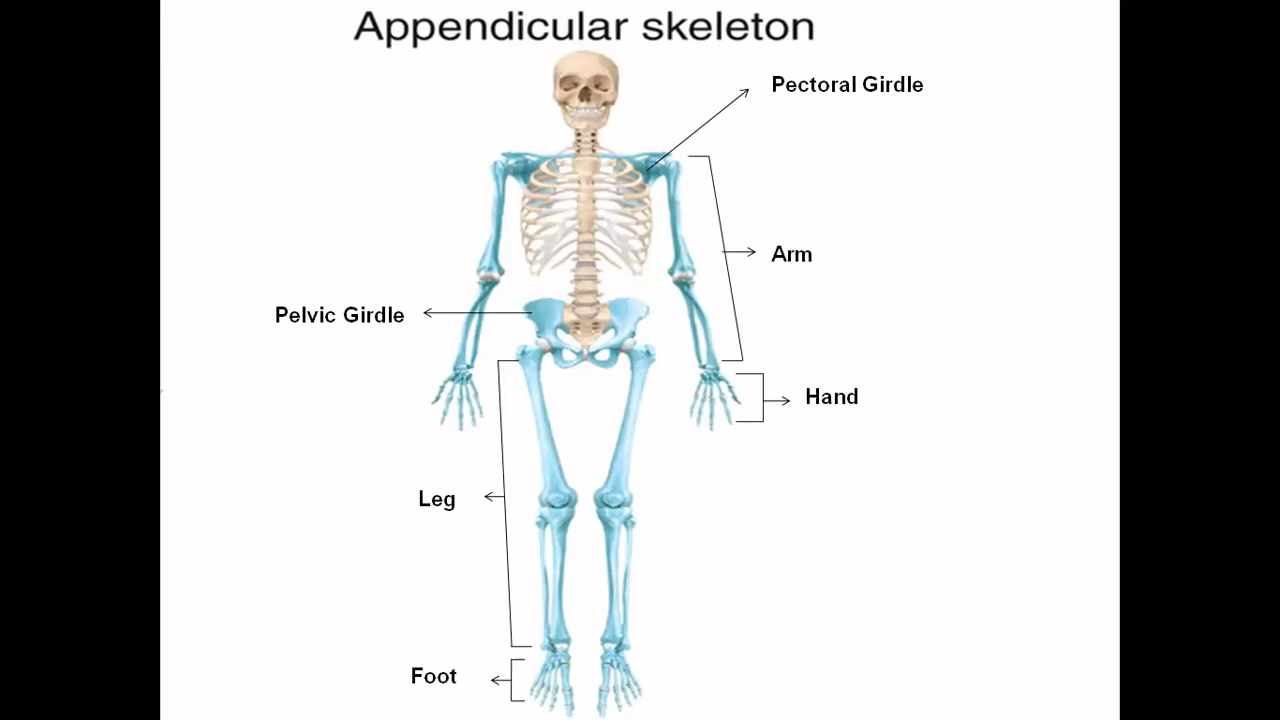 Appendicular skeleton
Pectoral Girdle
Arm
Pelvic Girdle
Hand
Leg
Foot